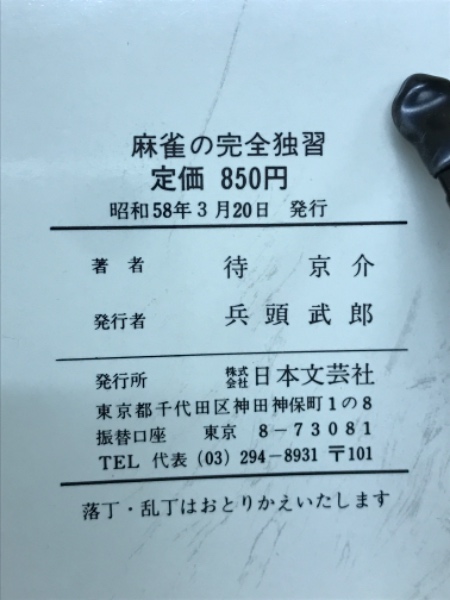 麻雀の完全独習
定価 850円
昭和58年3月20日 発行
著者 待 京介
発行者 兵頭武郎
発行所 株式会社日本文芸社
東京都千代田区神田神保町1の8
振替口座 東京 8-73081
TEL 代表 (03) 294-8931 〒101
落丁・乱丁はおとりかえいたします